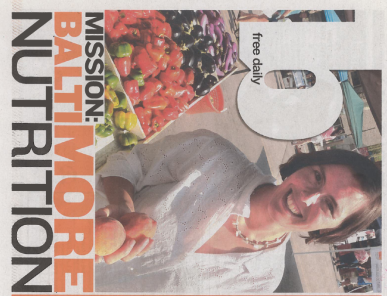 b
free daily
MISSION:
BALTIMORE
NUTRITION